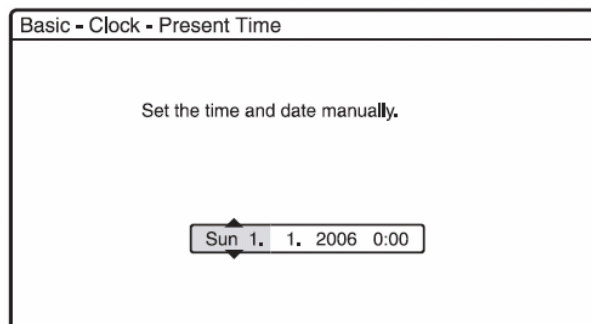 Basic - Clock - Present Time
Set the time and date manually.
Sun 1. 1. 2006 0:00